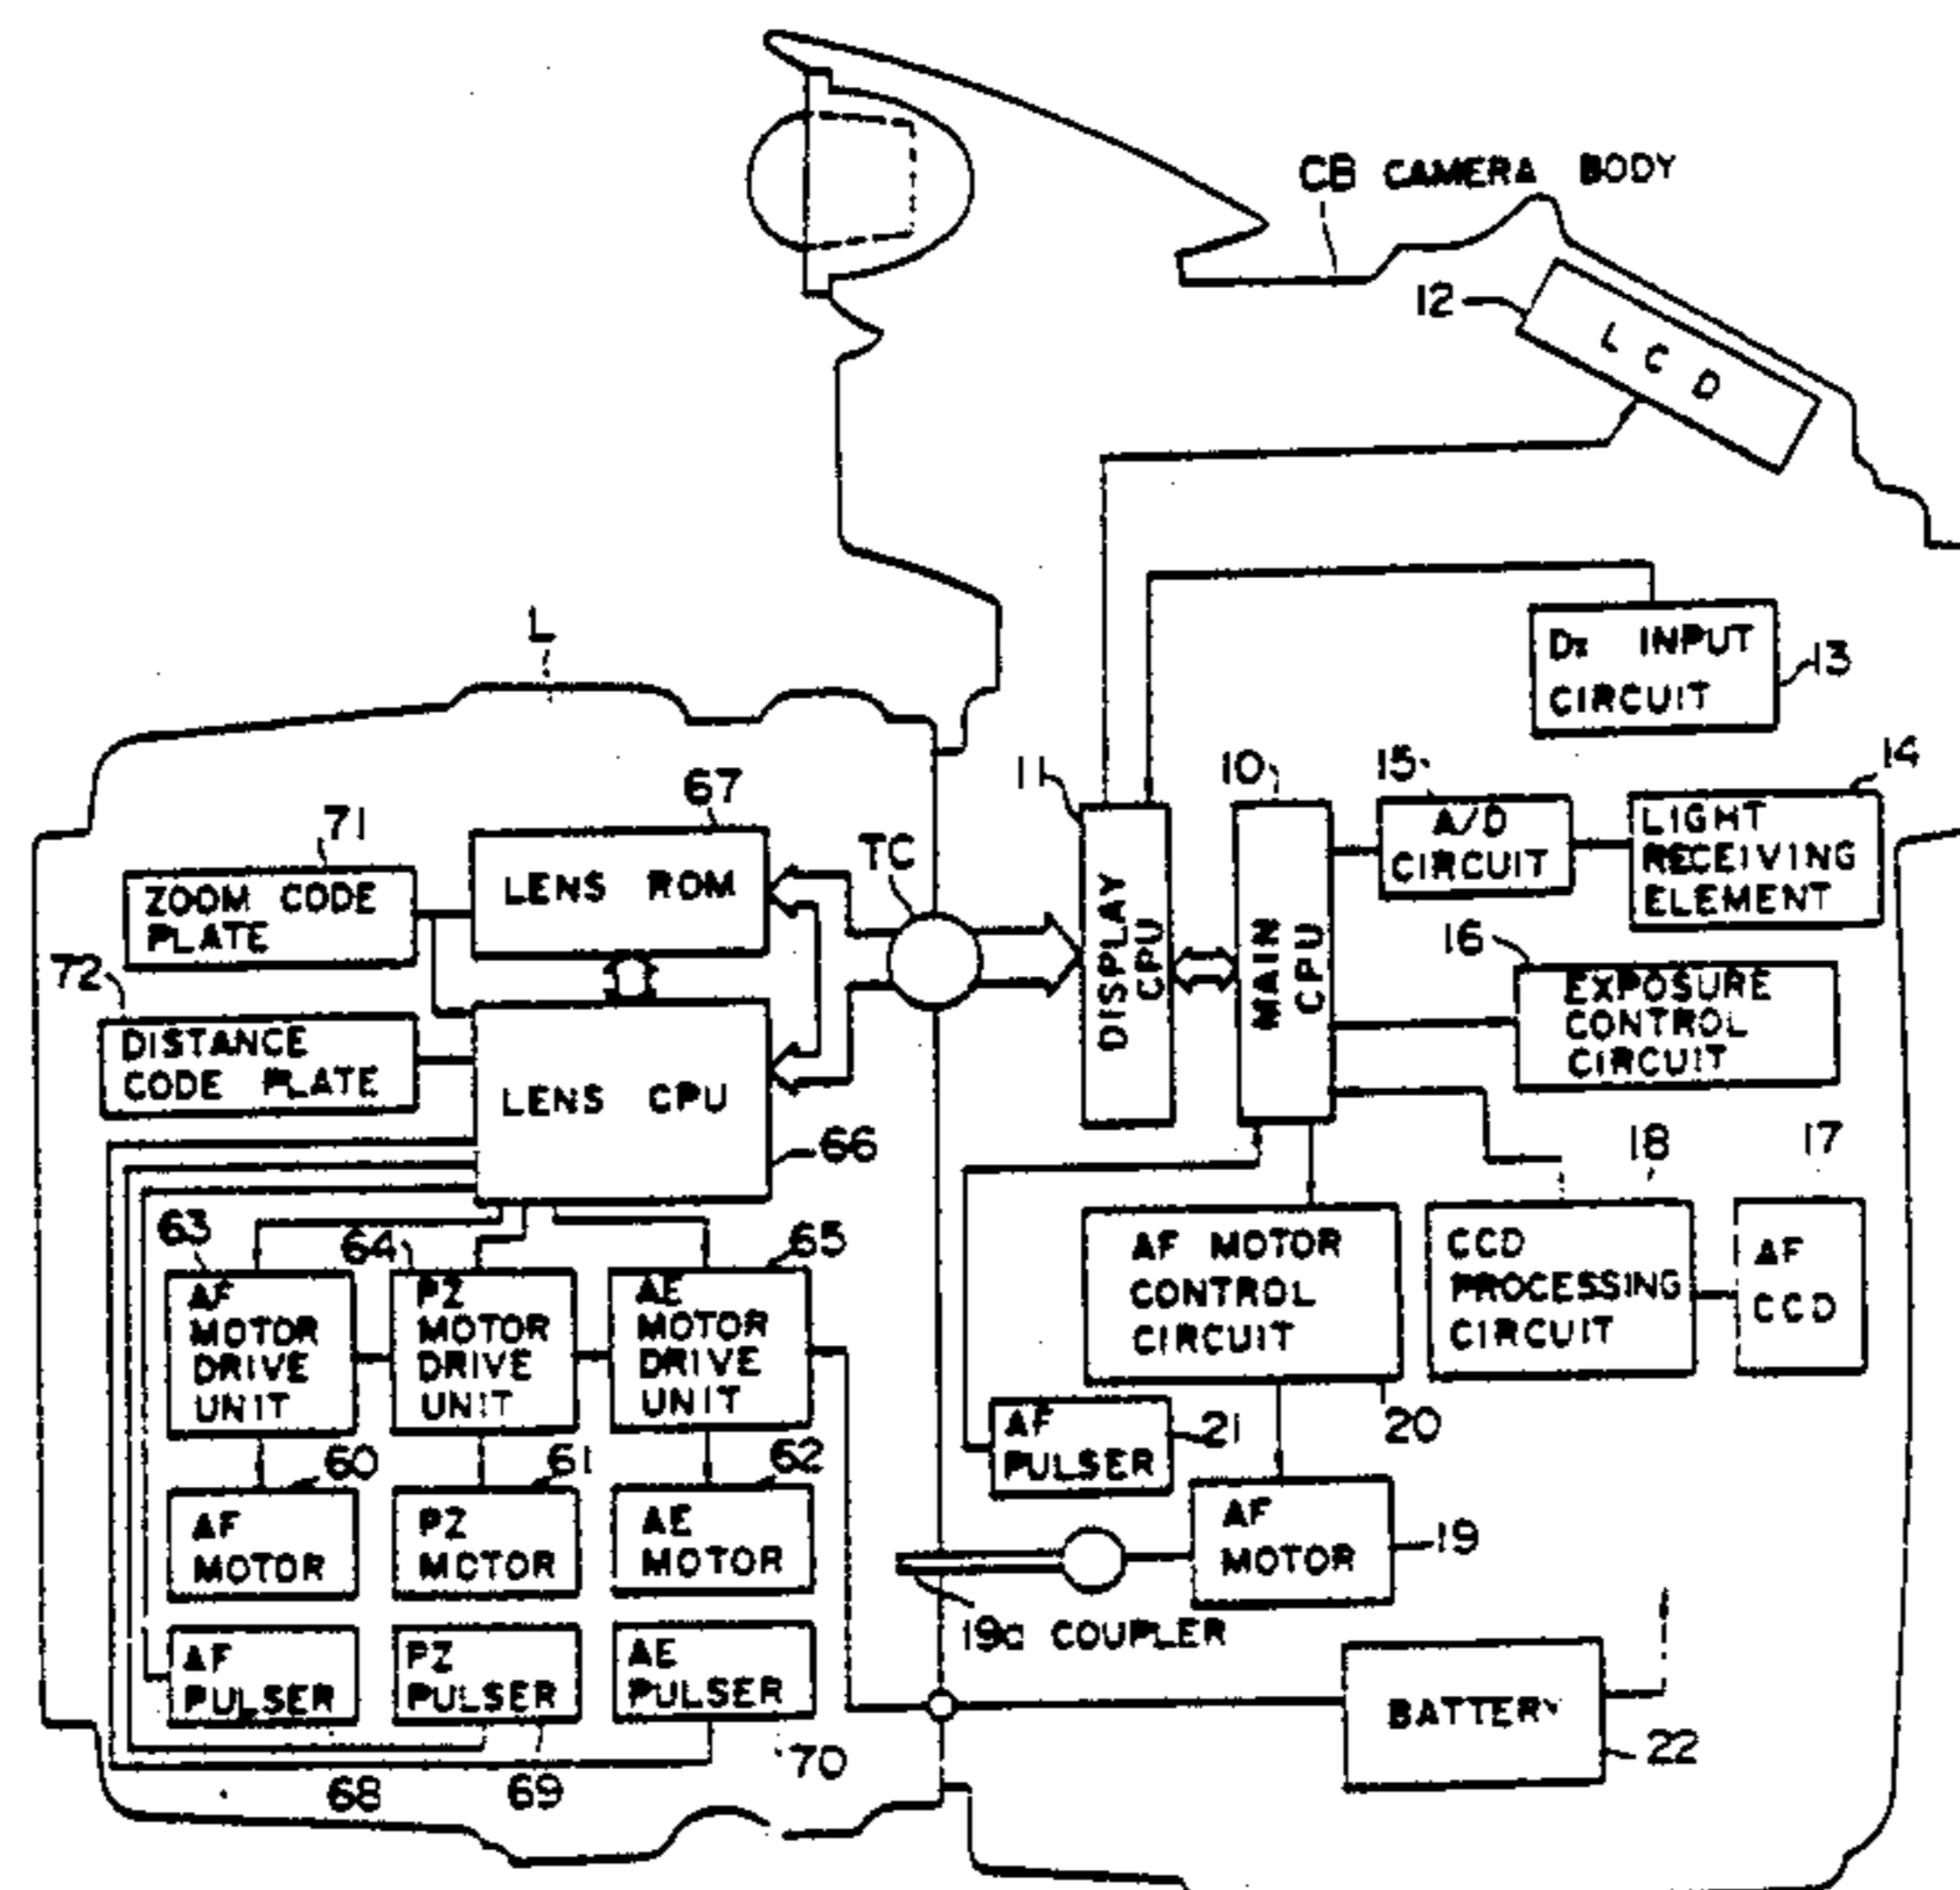 CB CAMERA BODY
12
L C D
L
Dx INPUT
CIRCUIT
13
67
71
TC
11
10
15
14
LENS ROM
ZOOM CODE
PLATE
DISPLAY
CPU
MAIN
CPU
A/D
CIRCUIT
LIGHT
RECEIVING
ELEMENT
72
16
DISTANCE
CODE PLATE
LENS CPU
EXPOSURE
CONTROL
CIRCUIT
66
18
17
63
64
65
AF
MOTOR
DRIVE
UNIT
PZ
MOTOR
DRIVE
UNIT
AE
MOTOR
DRIVE
UNIT
AF MOTOR
CONTROL
CIRCUIT
CCD
PROCESSING
CIRCUIT
AF
CCD
60
61
62
AF
PULSER
21
20
AF
MOTOR
PZ
MOTOR
AE
MOTOR
AF
MOTOR
19
19a COUPLER
AF
PULSER
PZ
PULSER
AE
PULSER
BATTERY
22
68
69
70